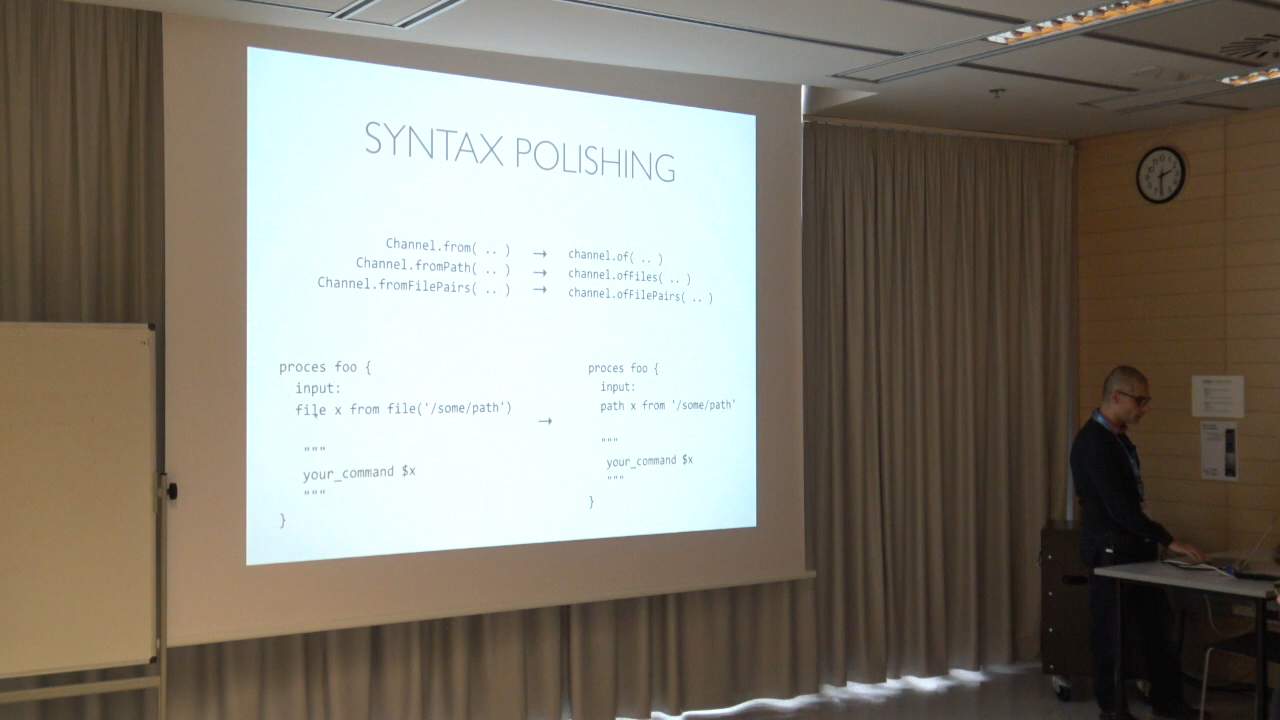 SYNTAX POLISHING
Channel.from( .. ) → channel.of( .. )
Channel.fromPath( .. ) → channel.ofFiles( .. )
Channel.fromFilePairs( .. ) → channel.ofFilePairs( .. )
proces foo {
input:
file x from file('/some/path')
"""
your_command $x
"""
}
→
proces foo {
input:
path x from '/some/path'
"""
your_command $x
"""
}